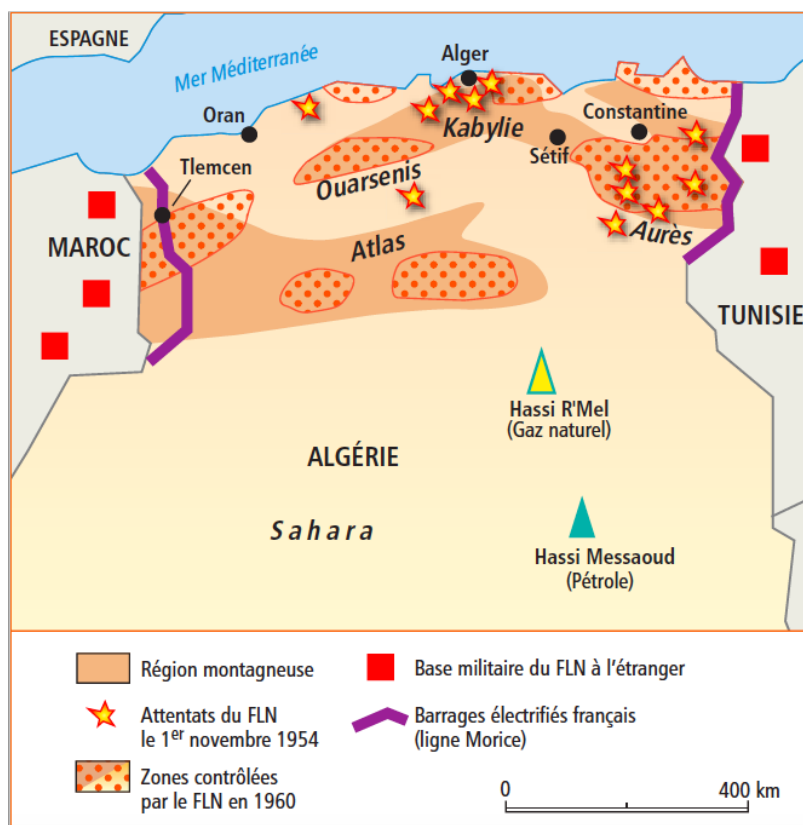 ESPAGNE
Mer Méditerranée
Alger
Oran
Constantine
Kabylie
Sétif
Tlemcen
Ouarsenis
Aurès
MAROC
Atlas
TUNISIE
Hassi R'Mel
(Gaz naturel)
ALGÉRIE
Sahara
Hassi Messaoud
(Pétrole)
Région montagneuse
Base militaire du FLN à l'étranger
Attentats du FLN
le 1er novembre 1954
Barrages électrifiés français
(ligne Morice)
Zones contrôlées
par le FLN en 1960
0 400 km